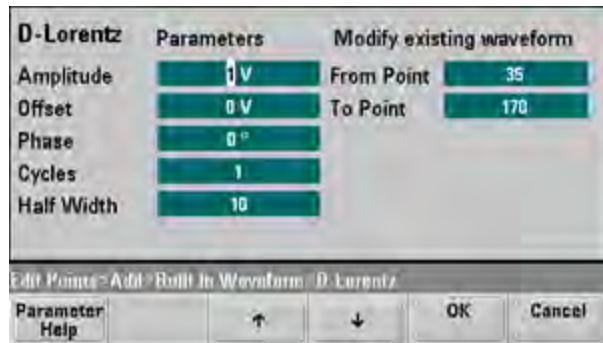 D-Lorentz Parameters Modify existing waveform
Amplitude 1 V From Point 35
Offset 0 V To Point 170
Phase 0 °
Cycles 1
Half Width 10
Edit Points>Add>Built In Waveform D-Lorentz
Parameter Help ↑ ↓ OK Cancel